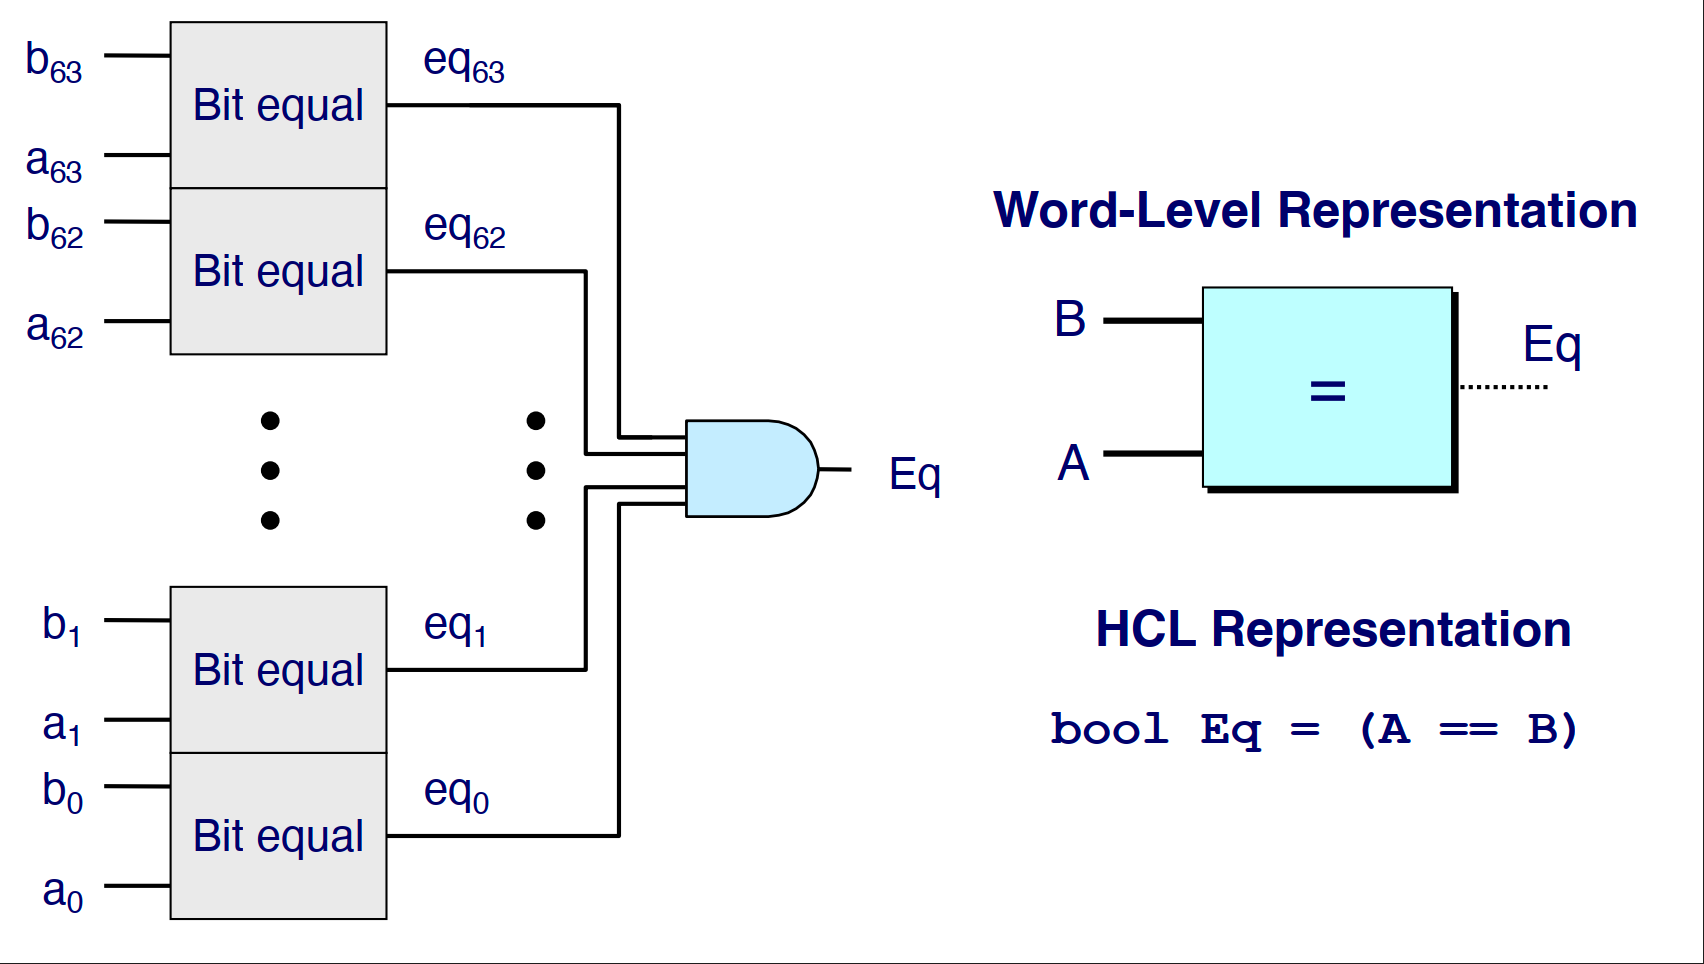 b63
eq63
Bit equal
a63
b62
eq62
Bit equal
a62
Eq
b1
eq1
Bit equal
a1
b0
eq0
Bit equal
a0
Word-Level Representation
B
Eq
=
A
HCL Representation
bool Eq = (A == B)